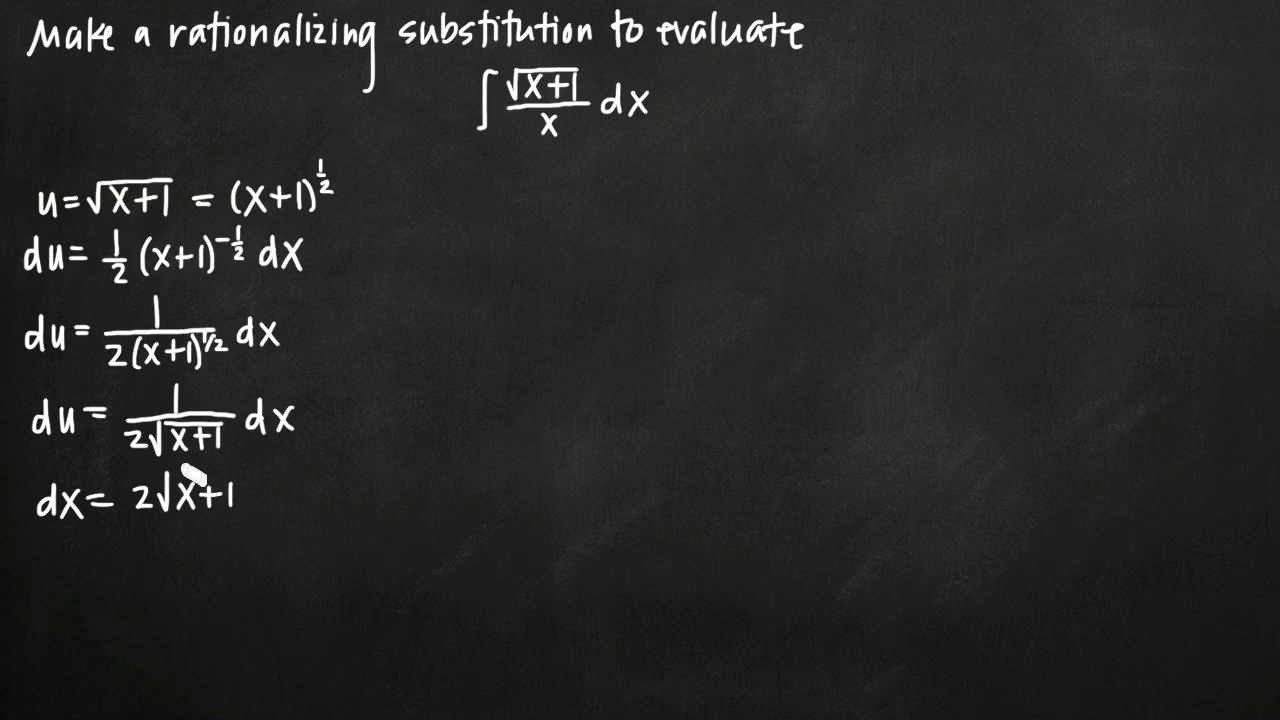 Make a rationalizing substitution to evaluate
∫ √(x+1)/x dx
u = √(x+1) = (x+1)^(1/2)
du = 1/2 (x+1)^(-1/2) dx
du = 1/(2(x+1)^(1/2)) dx
du = 1/(2√(x+1)) dx
dx = 2√x+1